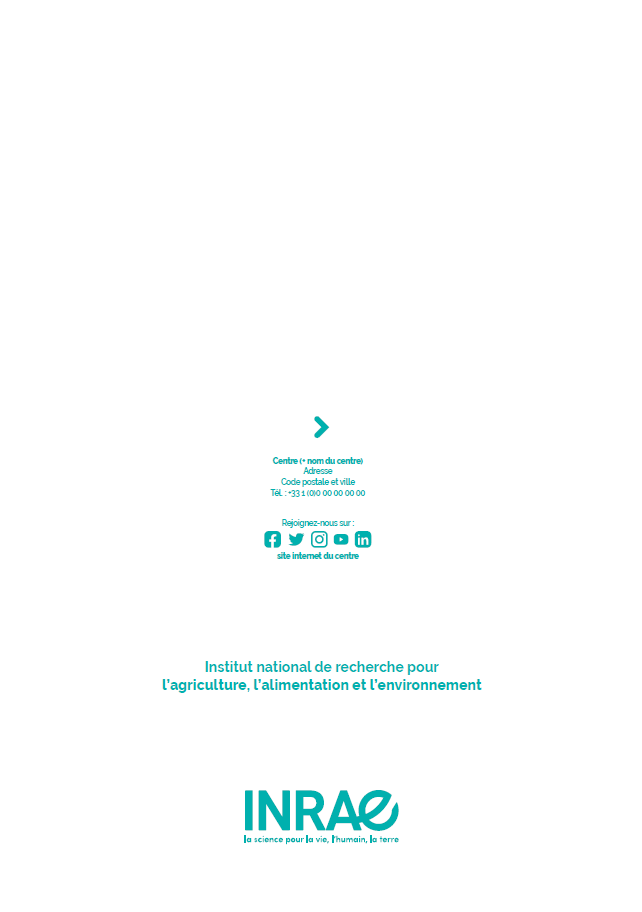 Centre (+ nom du centre)
Adresse
Code postale et ville
Tél. : +33 1 (0)0 00 00 00 00
Rejoignez-nous sur :
site internet du centre
Institut national de recherche pour
l’agriculture, l’alimentation et l’environnement
INRAE
la science pour la vie, l’humain, la terre